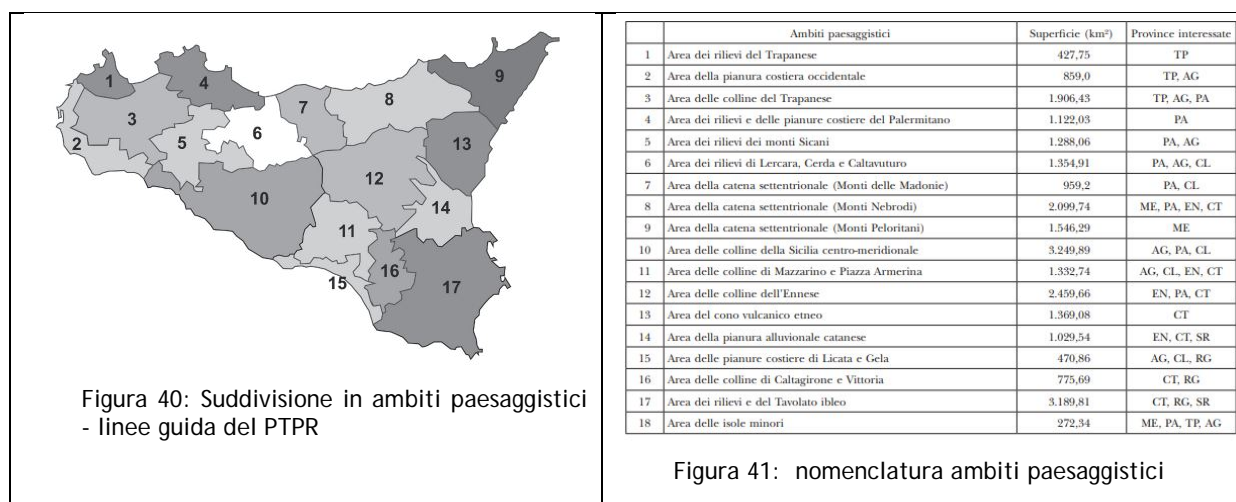 1
4
9
8
7
3
6
13
5
2
12
10
14
11
16
15
17
Figura 40: Suddivisione in ambiti paesaggistici
- linee guida del PTPR
Ambiti paesaggistici Superficie (km²) Province interessate
1 Area dei rilievi del Trapanese 427,75 TP
2 Area della pianura costiera occidentale 859,0 TP, AG
3 Area delle colline del Trapanese 1.906,43 TP, AG, PA
4 Area dei rilievi e delle pianure costiere del Palermitano 1.122,03 PA
5 Area dei rilievi dei monti Sicani 1.288,06 PA, AG
6 Area dei rilievi di Lercara, Cerda e Caltavuturo 1.354,91 PA, AG, CL
7 Area della catena settentrionale (Monti delle Madonie) 959,2 PA, CL
8 Area della catena settentrionale (Monti Nebrodi) 2.099,74 ME, PA, EN, CT
9 Area della catena settentrionale (Monti Peloritani) 1.546,29 ME
10 Area delle colline della Sicilia centro-meridionale 3.249,89 AG, PA, CL
11 Area delle colline di Mazzarino e Piazza Armerina 1.332,74 AG, CL, EN, CT
12 Area delle colline dell'Ennese 2.459,66 EN, PA, CT
13 Area del cono vulcanico etneo 1.369,08 CT
14 Area della pianura alluvionale catanese 1.029,54 EN, CT, SR
15 Area delle pianure costiere di Licata e Gela 470,86 AG, CL, RG
16 Area delle colline di Caltagirone e Vittoria 775,69 CT, RG
17 Area dei rilievi e del Tavolato ibleo 3.189,81 CT, RG, SR
18 Area delle isole minori 272,34 ME, PA, TP, AG
Figura 41: nomenclatura ambiti paesaggistici